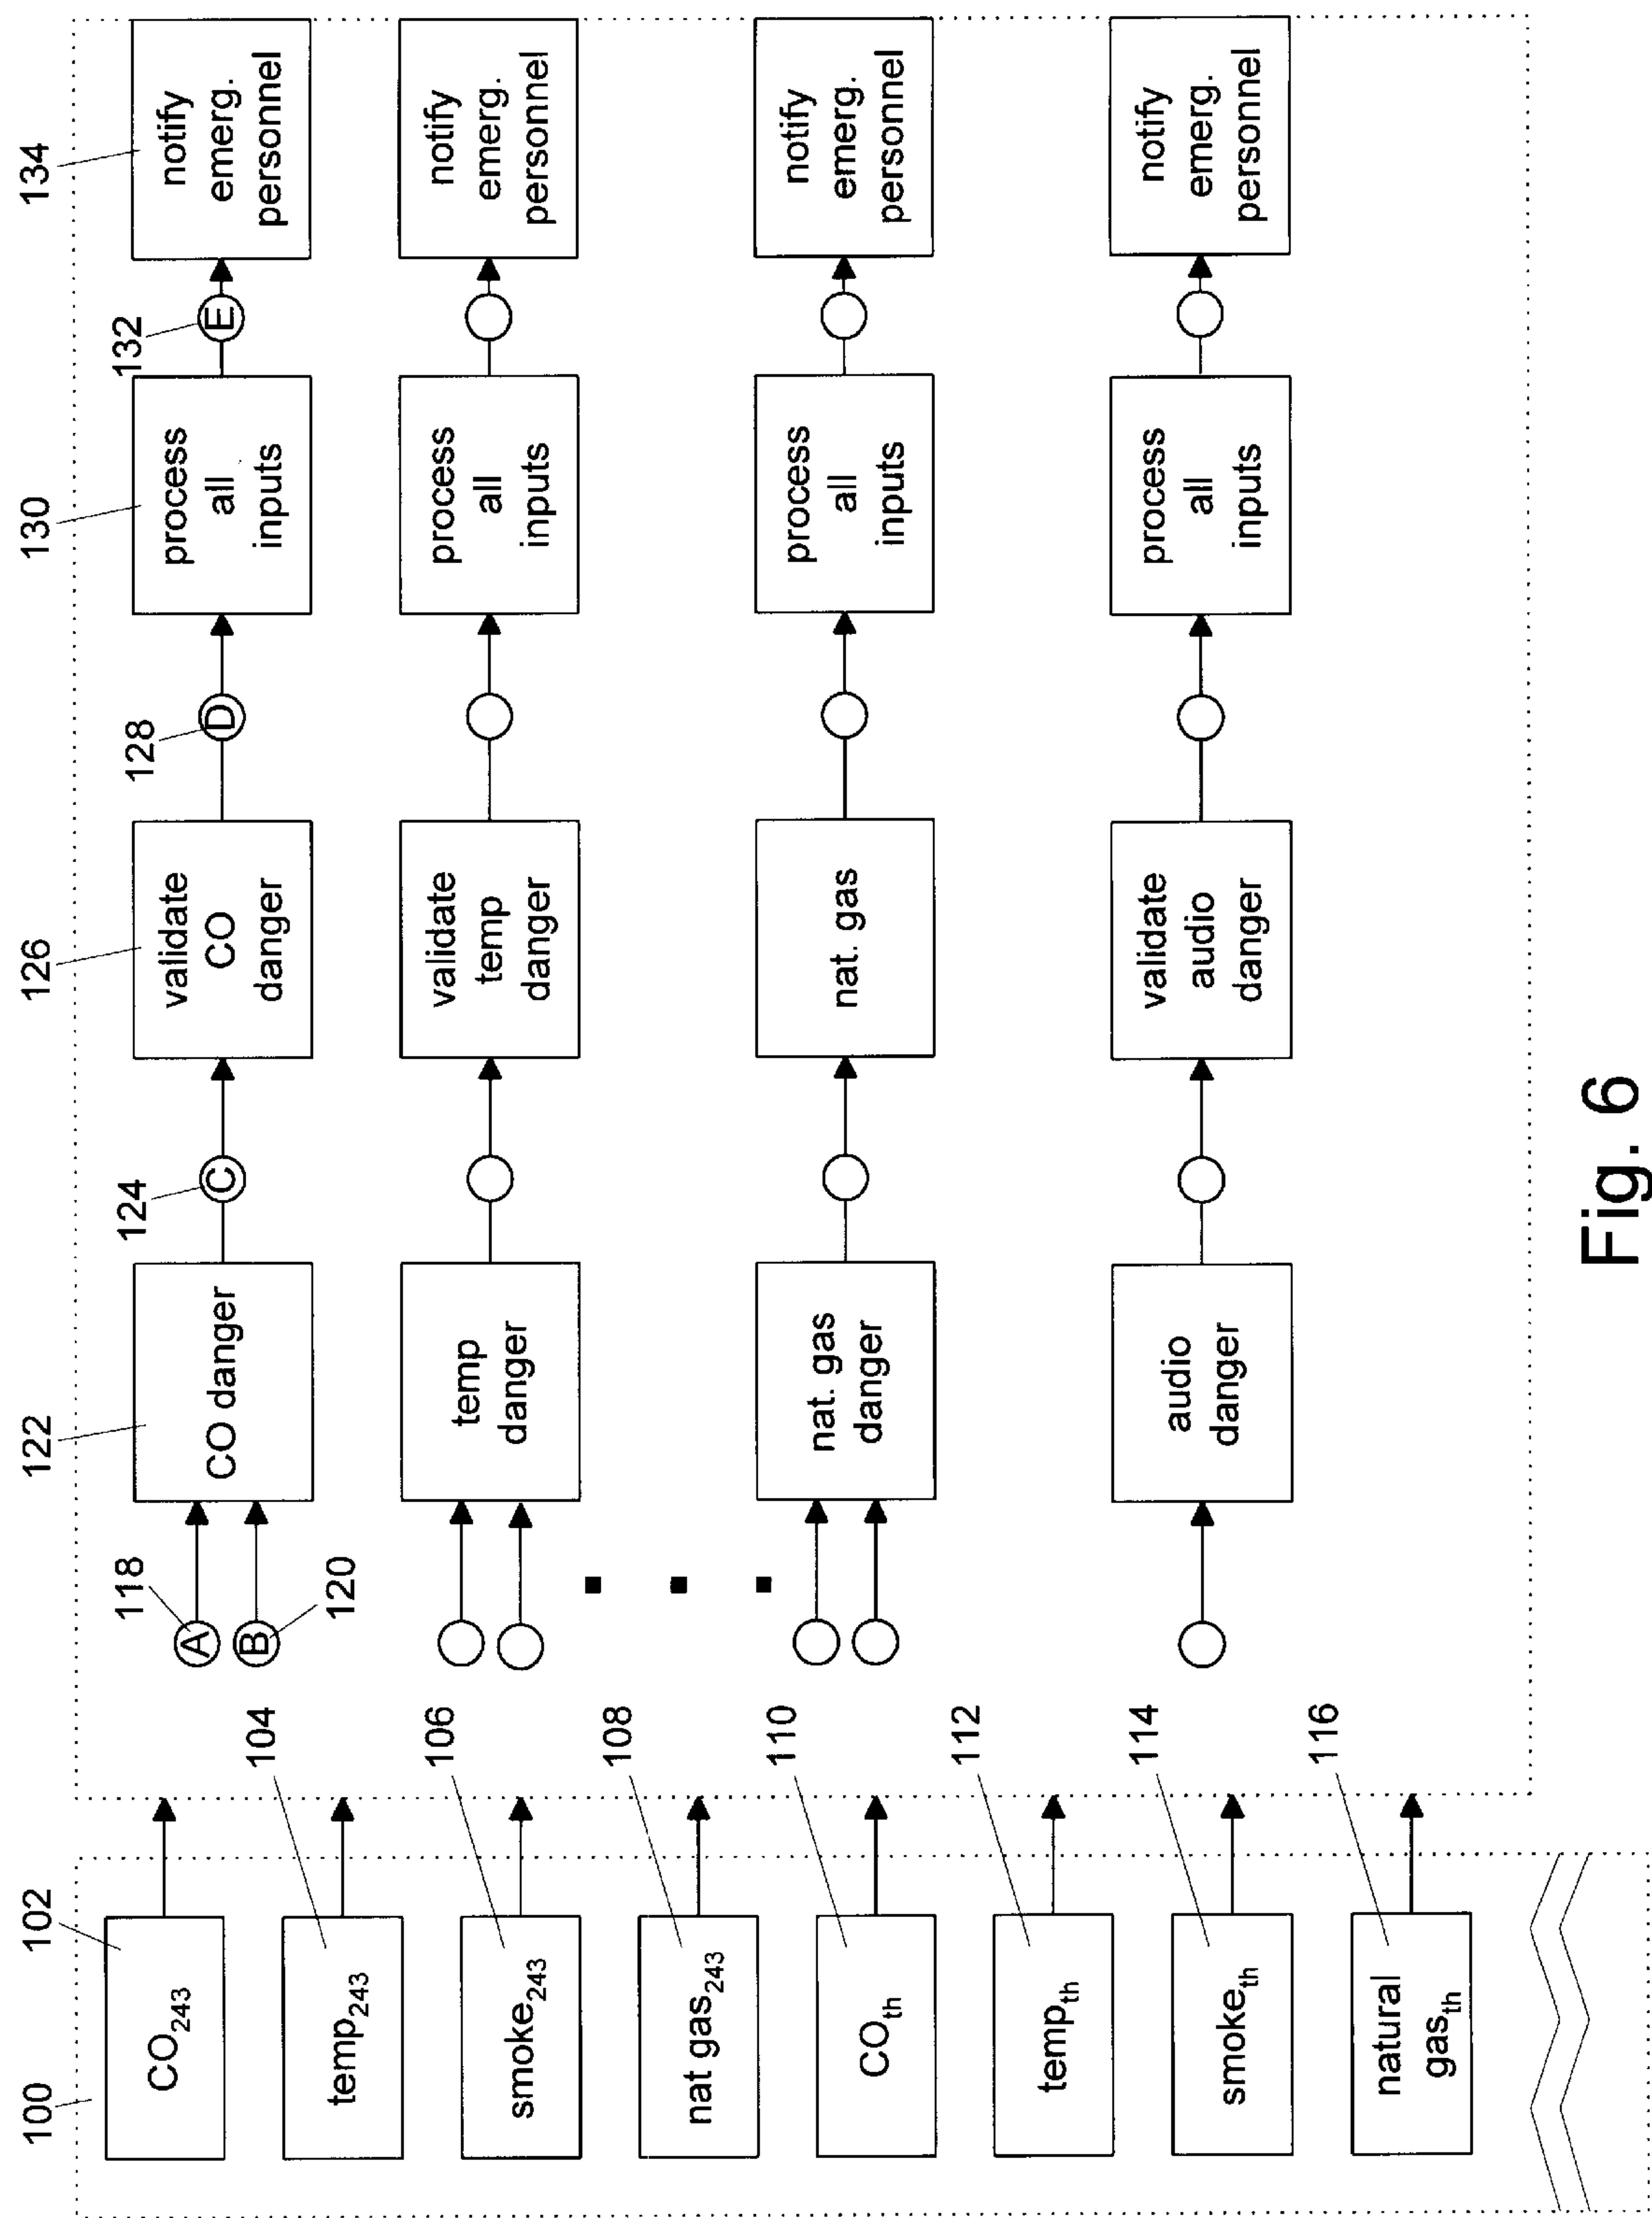 100
102
CO243
104
temp243
106
smoke243
108
nat gas243
110
COth
112
tempth
114
smoketh
116
natural
gasth
118
A
B
120
122
CO danger
124
C
126
validate
CO
danger
128
D
130
process
all
inputs
132
E
134
notify
emerg.
personnel
temp
danger
validate
temp
danger
process
all
inputs
notify
emerg.
personnel
nat. gas
danger
nat. gas
process
all
inputs
notify
emerg.
personnel
audio
danger
validate
audio
danger
process
all
inputs
notify
emerg.
personnel
Fig. 6